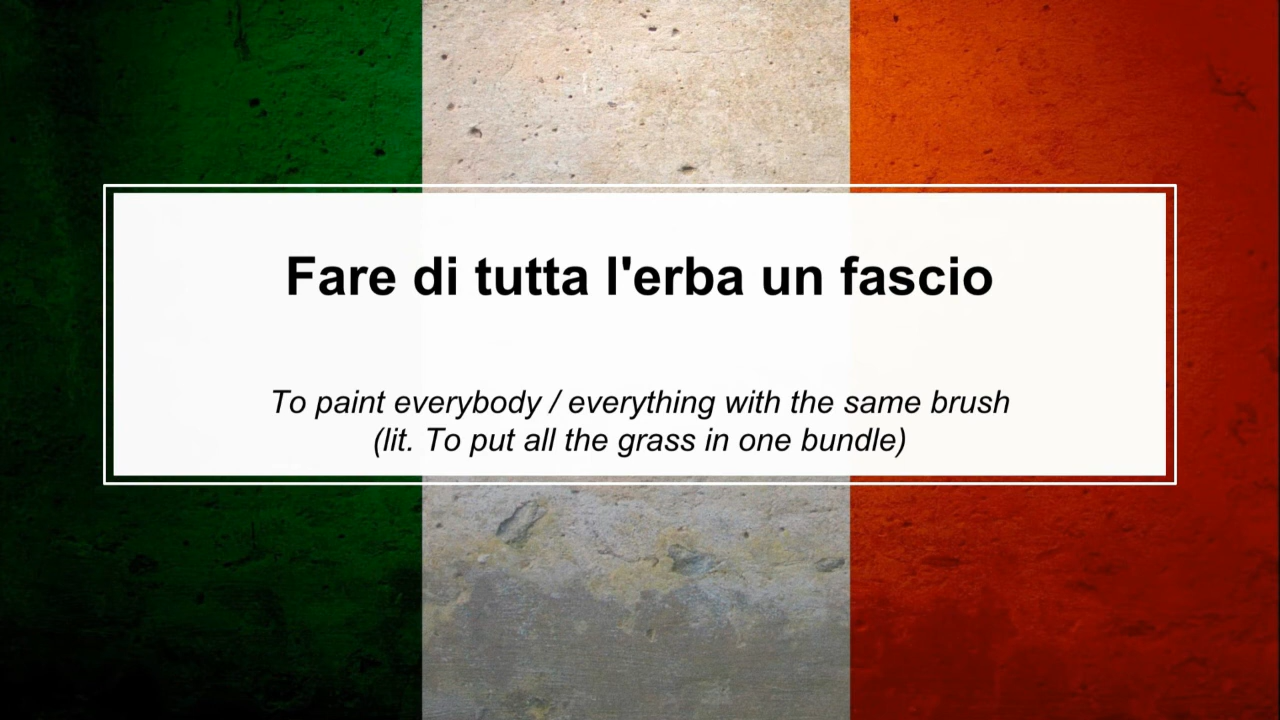 Fare di tutta l'erba un fascio
To paint everybody / everything with the same brush
(lit. To put all the grass in one bundle)